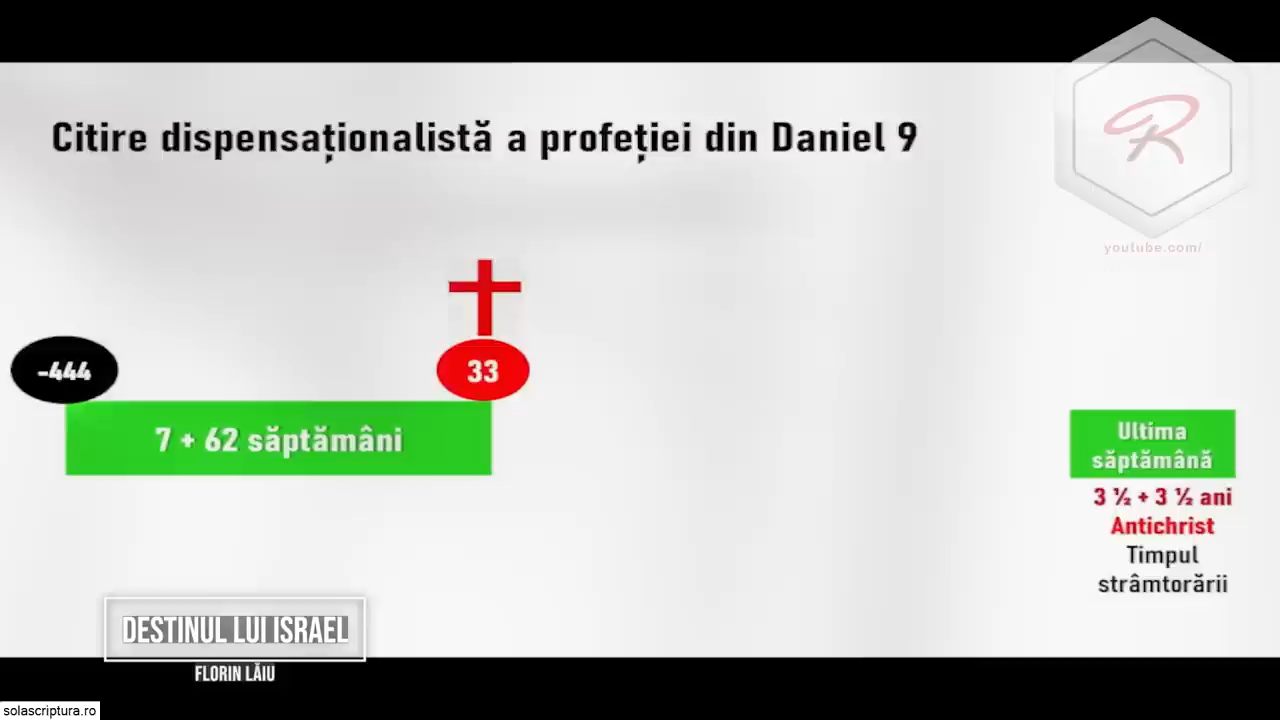 Citire dispensaționalistă a profeției din Daniel 9
R
youtube.com/
-444
33
7 + 62 săptămâni
Ultima
săptămână
3 ½ + 3 ½ ani
Antichrist
Timpul
strâmtorării
DESTINUL LUI ISRAEL
FLORIN LĂIU
solascriptura.ro